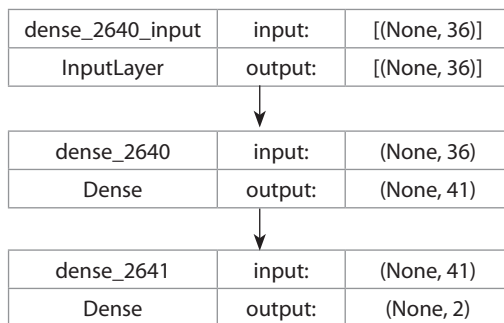 dense_2640_input input: [(None, 36)]
InputLayer output: [(None, 36)]
dense_2640 input: (None, 36)
Dense output: (None, 41)
dense_2641 input: (None, 41)
Dense output: (None, 2)